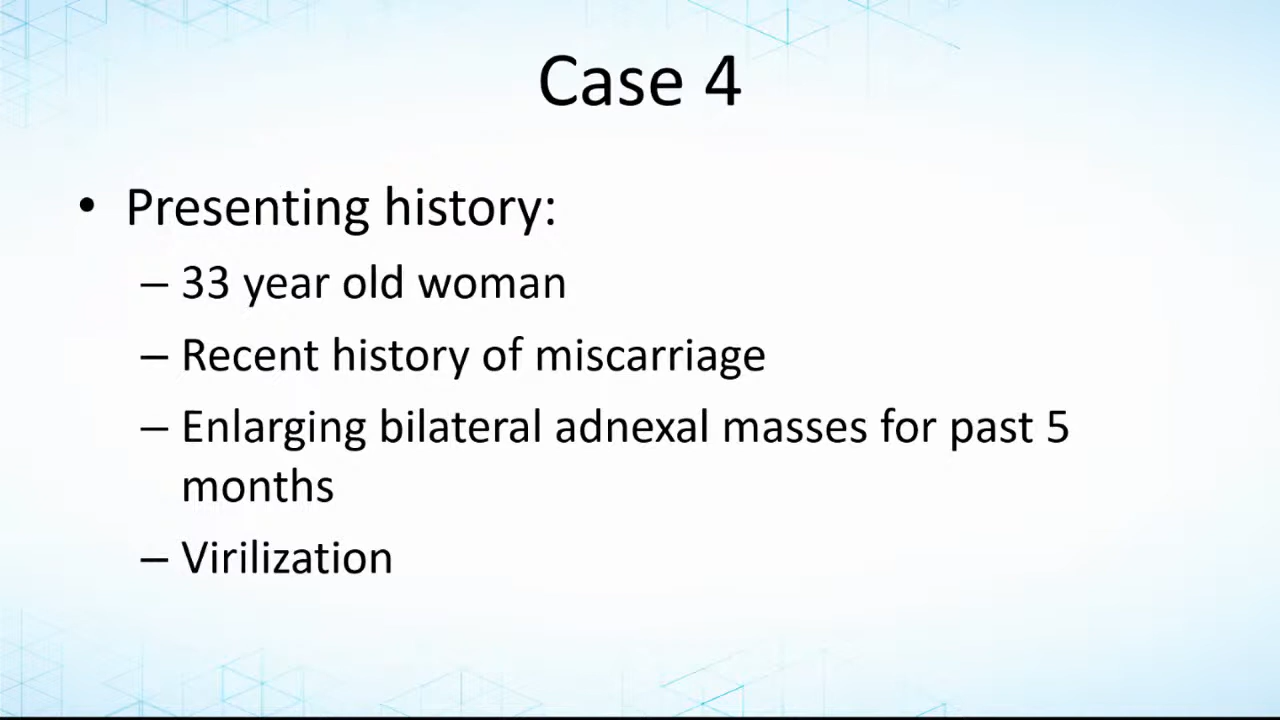 Case 4
• Presenting history:
– 33 year old woman
– Recent history of miscarriage
– Enlarging bilateral adnexal masses for past 5
months
– Virilization